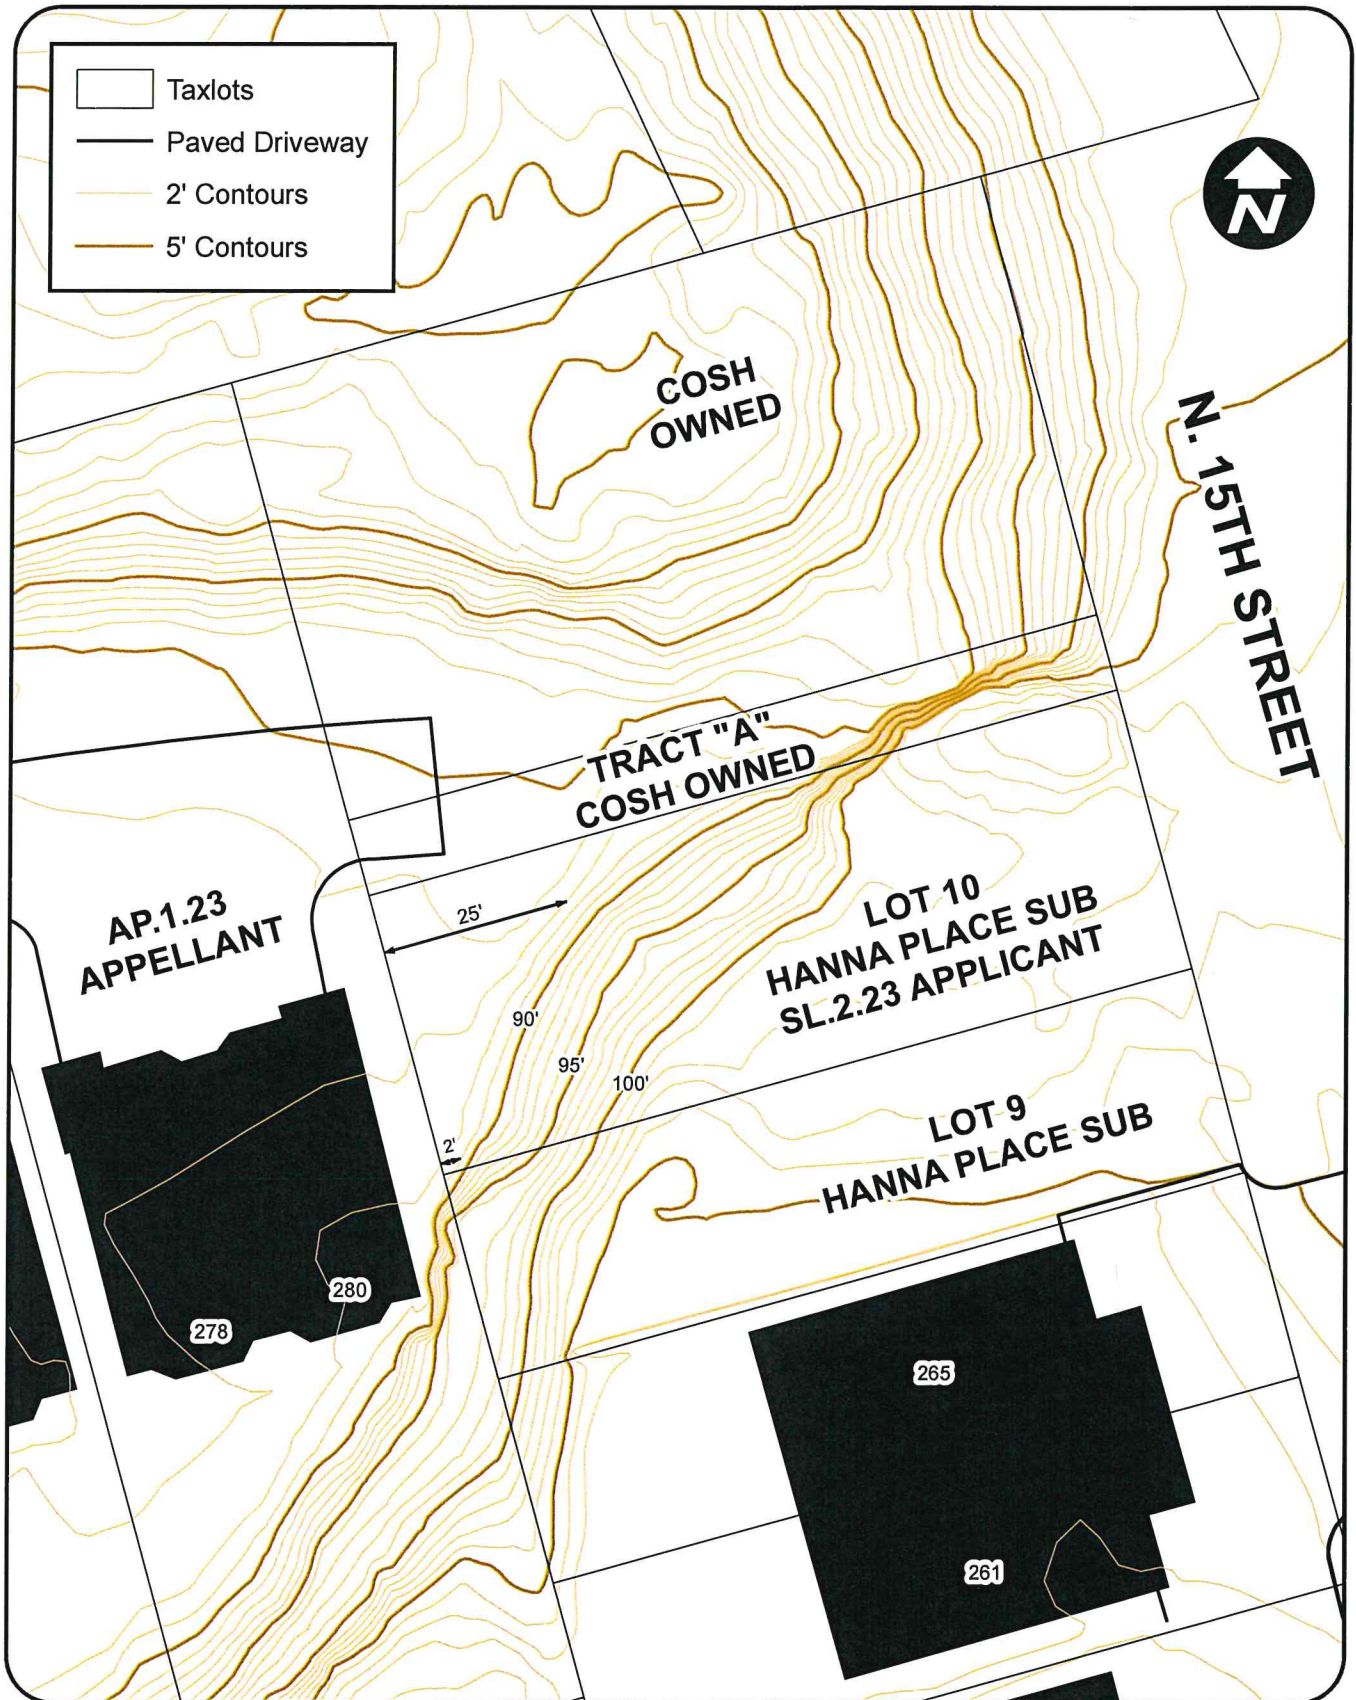 Taxlots
Paved Driveway
2' Contours
5' Contours
N
COSH
OWNED
N. 15TH STREET
TRACT "A"
COSH OWNED
AP.1.23
APPELLANT
25'
LOT 10
HANNA PLACE SUB
SL.2.23 APPLICANT
90'
95'
100'
2'
LOT 9
HANNA PLACE SUB
280
278
265
261